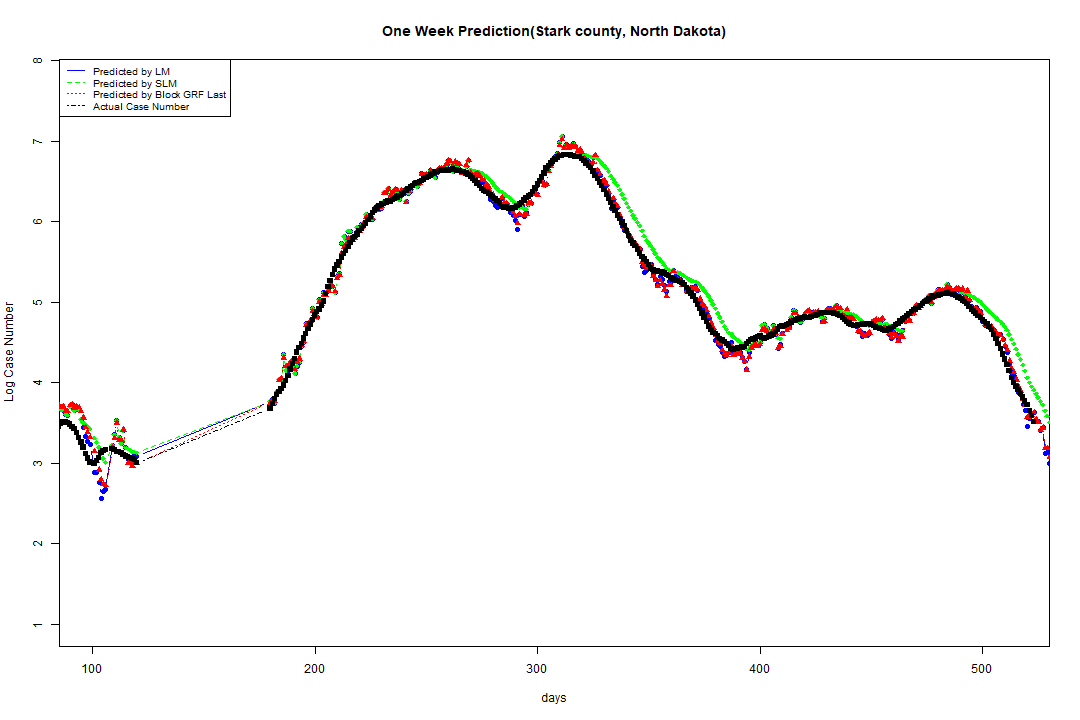 One Week Prediction(Stark county, North Dakota)
Predicted by LM
Predicted by SLM
Predicted by Block GRF Last
Actual Case Number
8
7
6
5
4
3
2
1
Log Case Number
100 200 300 400 500
days